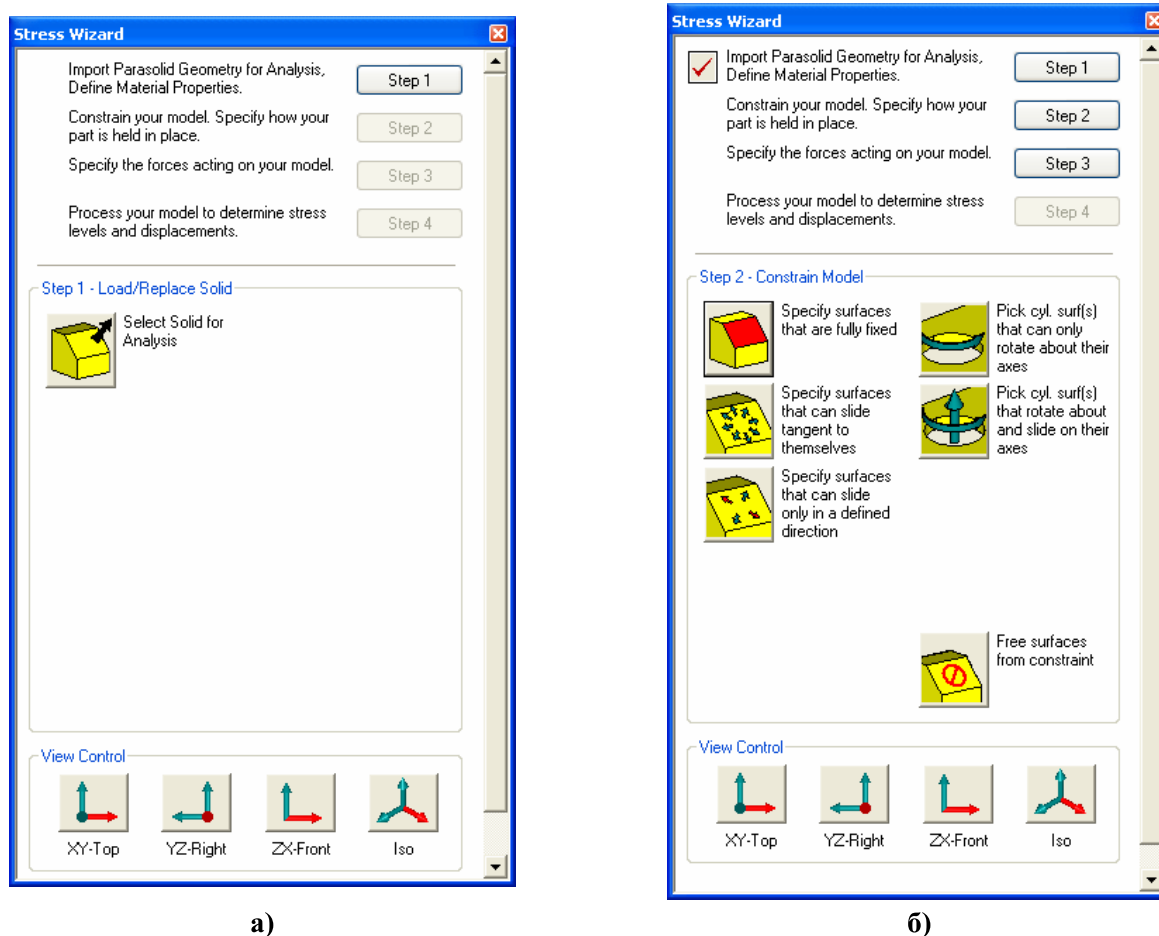 Stress Wizard
Import Parasolid Geometry for Analysis,
Define Material Properties.
Step 1
Constrain your model. Specify how your
part is held in place.
Step 2
Specify the forces acting on your model.
Step 3
Process your model to determine stress
levels and displacements.
Step 4
Step 1 - Load/Replace Solid
Select Solid for
Analysis
View Control
XY-Top
YZ-Right
ZX-Front
Iso
а)
Stress Wizard
Import Parasolid Geometry for Analysis,
Define Material Properties.
Step 1
Constrain your model. Specify how your
part is held in place.
Step 2
Specify the forces acting on your model.
Step 3
Process your model to determine stress
levels and displacements.
Step 4
Step 2 - Constrain Model
Specify surfaces
that are fully fixed
Pick cyl. surf(s)
that can only
rotate about their
axes
Specify surfaces
that can slide
tangent to
themselves
Pick cyl. surf(s)
that rotate about
and slide on their
axes
Specify surfaces
that can slide
only in a defined
direction
Free surfaces
from constraint
View Control
XY-Top
YZ-Right
ZX-Front
Iso
б)